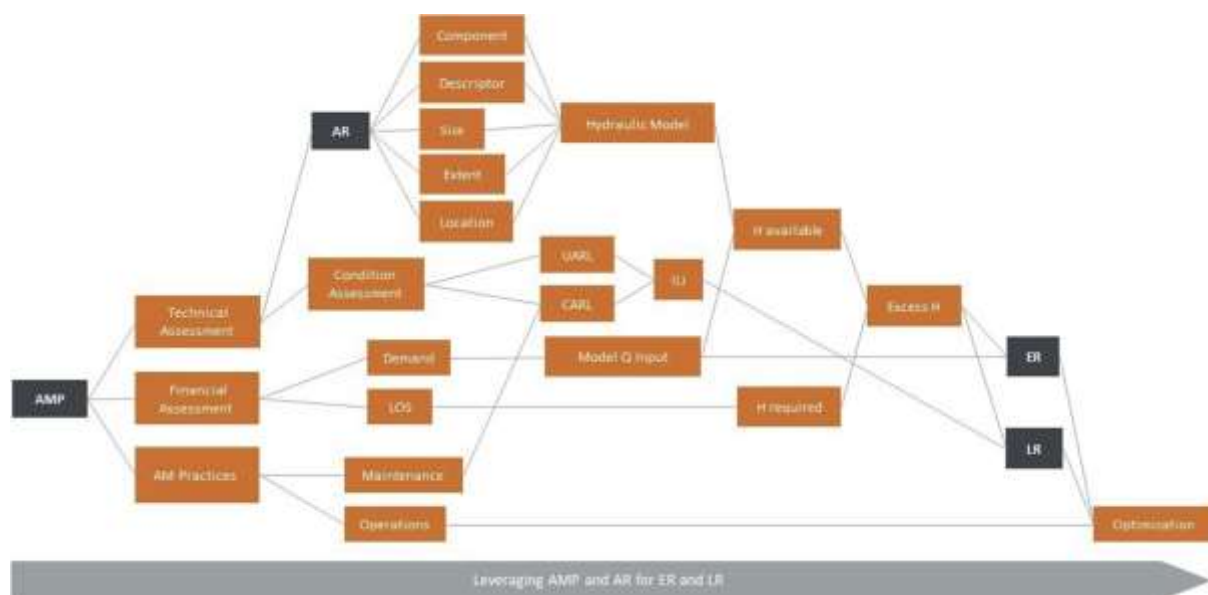 Component
Descriptor
AR
Size
Hydraulic Model
Extent
Location
H available
UARL
Condition
Assessment
ILI
CARL
Technical
Assessment
Excess H
Demand
Model Q Input
ER
AMP
Financial
Assessment
LOS
H required
LR
AM Practices
Maintenance
Operations
Optimisation
Leveraging AMP and AR for ER and LR